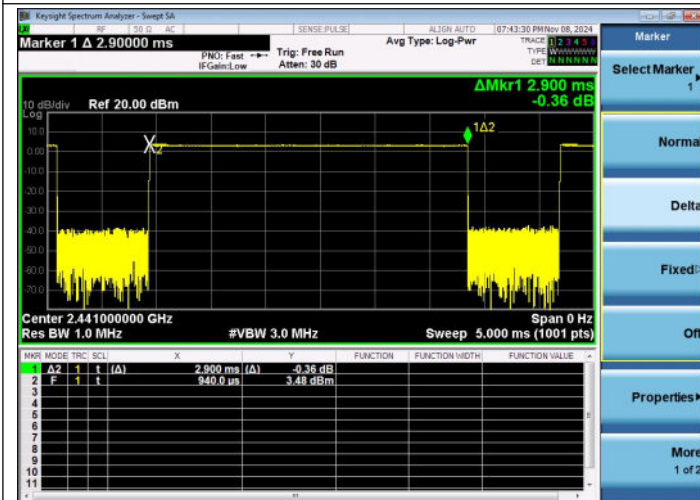 Keysight Spectrum Analyzer - Swept SA
RF 50 Ω AC SENSE:PULSE ALIGN AUTO 07:43:30 PM Nov 08, 2024
Marker 1 Δ 2.90000 ms
PNO: Fast
IFGain:Low
Trig: Free Run
Atten: 30 dB
Avg Type: Log-Pwr
TRACE 1 2 3 4 5 6
TYPE W
DET N N N N N N
ΔMkr1 2.900 ms
-0.36 dB
10 dB/div Ref 20.00 dBm
Log
10.0
0.00
-10.0
-20.0
-30.0
-40.0
-50.0
-60.0
-70.0
X2
1Δ2
Center 2.441000000 GHz Span 0 Hz
Res BW 1.0 MHz #VBW 3.0 MHz Sweep 5.000 ms (1001 pts)
MKR MODE TRC SCL X Y FUNCTION FUNCTION WIDTH FUNCTION VALUE
1 Δ2 1 t (Δ) 2.900 ms (Δ) -0.36 dB
2 F 1 t 940.0 µs 3.48 dBm
3
4
5
6
7
8
9
10
11
Marker
Select Marker
1
Normal
Delta
Fixed
Off
Properties
More
1 of 2